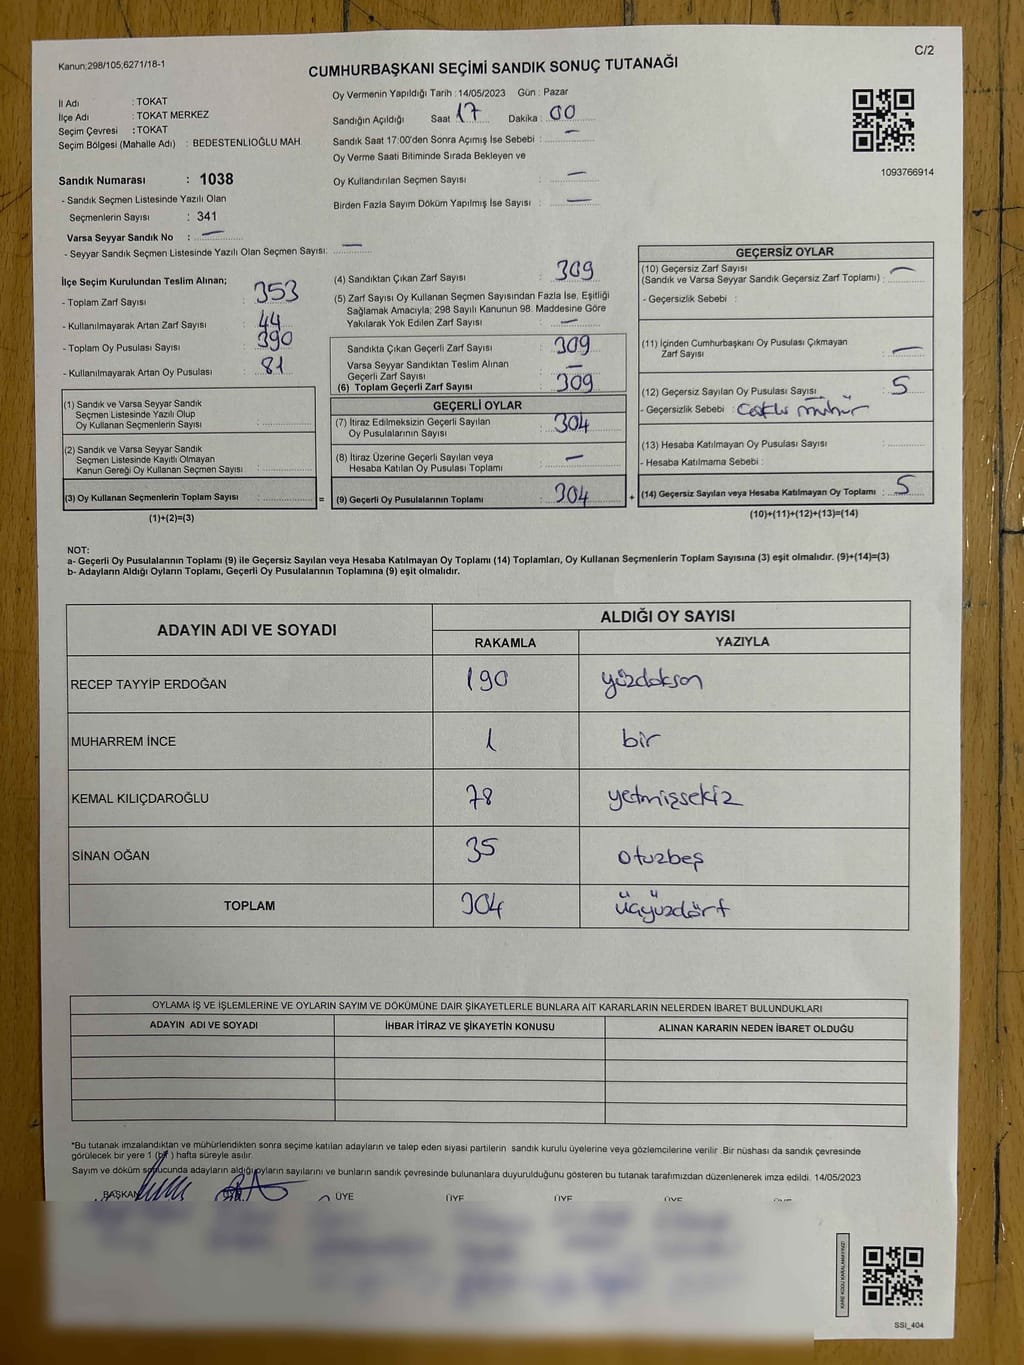 C/2
Kanun;298/105,6271/18-1
CUMHURBAŞKANI SEÇİMİ SANDIK SONUÇ TUTANAĞI
İl Adı : TOKAT
İlçe Adı : TOKAT MERKEZ
Seçim Çevresi : TOKAT
Seçim Bölgesi (Mahalle Adı) : BEDESTENLİOĞLU MAH
Sandık Numarası : 1038
- Sandık Seçmen Listesinde Yazılı Olan
Seçmenlerin Sayısı : 341
Varsa Seyyar Sandık No : —
- Seyyar Sandık Seçmen Listesinde Yazılı Olan Seçmen Sayısı: —
Oy Vermenin Yapıldığı Tarih : 14/05/2023 Gün : Pazar
Sandığın Açıldığı Saat 17 Dakika : 00
Sandık Saat 17:00'den Sonra Açımış İse Sebebi : —
Oy Verme Saati Bitiminde Sırada Bekleyen ve
Oy Kullandırılan Seçmen Sayısı : —
Birden Fazla Sayım Döküm Yapılmış İse Sayısı : —
1093766914
İlçe Seçim Kurulundan Teslim Alınan;
- Toplam Zarf Sayısı : 353
- Kullanılmayarak Artan Zarf Sayısı : 44
- Toplam Oy Pusulası Sayısı : 390
- Kullanılmayarak Artan Oy Pusulası : 81
(1) Sandık ve Varsa Seyyar Sandık
Seçmen Listesinde Yazılı Olup
Oy Kullanan Seçmenlerin Sayısı :
(2) Sandık ve Varsa Seyyar Sandık
Seçmen Listesinde Kayıtlı Olmayan
Kanun Gereği Oy Kullanan Seçmen Sayısı :
(3) Oy Kullanan Seçmenlerin Toplam Sayısı :
(1)+(2)=(3)
=
(4) Sandıktan Çıkan Zarf Sayısı : 309
(5) Zarf Sayısı Oy Kullanan Seçmen Sayısından Fazla İse, Eşitliği
Sağlamak Amacıyla; 298 Sayılı Kanunun 98. Maddesine Göre
Yakılarak Yok Edilen Zarf Sayısı : —
Sandıkta Çıkan Geçerli Zarf Sayısı : 309
Varsa Seyyar Sandıktan Teslim Alınan
Geçerli Zarf Sayısı : —
(6) Toplam Geçerli Zarf Sayısı : 309
GEÇERLİ OYLAR
(7) İtiraz Edilmeksizin Geçerli Sayılan
Oy Pusulalarının Sayısı : 304
(8) İtiraz Üzerine Geçerli Sayılan veya
Hesaba Katılan Oy Pusulası Toplamı : —
(9) Geçerli Oy Pusulalarının Toplamı : 304
+
GEÇERSİZ OYLAR
(10) Geçersiz Zarf Sayısı
(Sandık ve Varsa Seyyar Sandık Geçersiz Zarf Toplamı) : —
- Geçersizlik Sebebi :
(11) İçinden Cumhurbaşkanı Oy Pusulası Çıkmayan
Zarf Sayısı : —
(12) Geçersiz Sayılan Oy Pusulası Sayısı : 5
- Geçersizlik Sebebi : Çoklu mühür
(13) Hesaba Katılmayan Oy Pusulası Sayısı :
- Hesaba Katılmama Sebebi :
(14) Geçersiz Sayılan veya Hesaba Katılmayan Oy Toplamı : 5
(10)+(11)+(12)+(13)=(14)
NOT:
a- Geçerli Oy Pusulalarının Toplamı (9) ile Geçersiz Sayılan veya Hesaba Katılmayan Oy Toplamı (14) Toplamları, Oy Kullanan Seçmenlerin Toplam Sayısına (3) eşit olmalıdır. (9)+(14)=(3)
b- Adayların Aldığı Oyların Toplamı, Geçerli Oy Pusulalarının Toplamına (9) eşit olmalıdır.
ADAYIN ADI VE SOYADI
ALDIĞI OY SAYISI
RAKAMLA YAZIYLA
RECEP TAYYİP ERDOĞAN 190 yüzdokson
MUHARREM İNCE 1 bir
KEMAL KILIÇDAROĞLU 78 yetmişsekiz
SİNAN OĞAN 35 otuzbeş
TOPLAM 304 üçyüzdört
OYLAMA İŞ VE İŞLEMLERİNE VE OYLARIN SAYIM VE DÖKÜMÜNE DAİR ŞİKAYETLERLE BUNLARA AİT KARARLARIN NELERDEN İBARET BULUNDUKLARI
ADAYIN ADI VE SOYADI İHBAR İTİRAZ VE ŞİKAYETİN KONUSU ALINAN KARARIN NEDEN İBARET OLDUĞU
*Bu tutanak imzalandıktan ve mühürlendikten sonra seçime katılan adayların ve talep eden siyasi partilerin sandık kurulu üyelerine veya gözlemcilerine verilir. Bir nüshası da sandık çevresinde
görülecek bir yere 1 (bir) hafta süreyle asılır.
Sayım ve döküm sonucunda adayların aldığı oyların sayılarını ve bunların sandık çevresinde bulunanlara duyurulduğunu gösteren bu tutanak tarafımızdan düzenlenerek imza edildi. 14/05/2023
BAŞKAN ÜYE ÜYE ÜYE ÜYE
KARE KODU KARALAMAYINIZ!
SSI_404